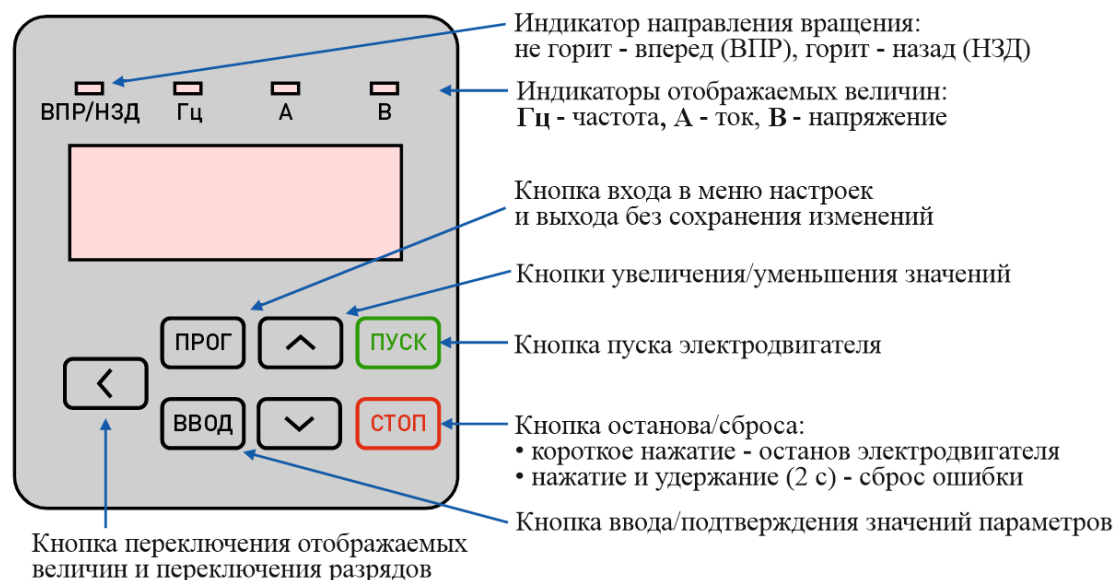 Индикатор направления вращения:
не горит - вперед (ВПР), горит - назад (НЗД)
ВПР/НЗД Гц А В
Индикаторы отображаемых величин:
Гц - частота, А - ток, В - напряжение
Кнопка входа в меню настроек
и выхода без сохранения изменений
Кнопки увеличения/уменьшения значений
ПРОГ ПУСК
Кнопка пуска электродвигателя
ВВОД СТОП
Кнопка останова/сброса:
• короткое нажатие - останов электродвигателя
• нажатие и удержание (2 с) - сброс ошибки
Кнопка ввода/подтверждения значений параметров
Кнопка переключения отображаемых
величин и переключения разрядов